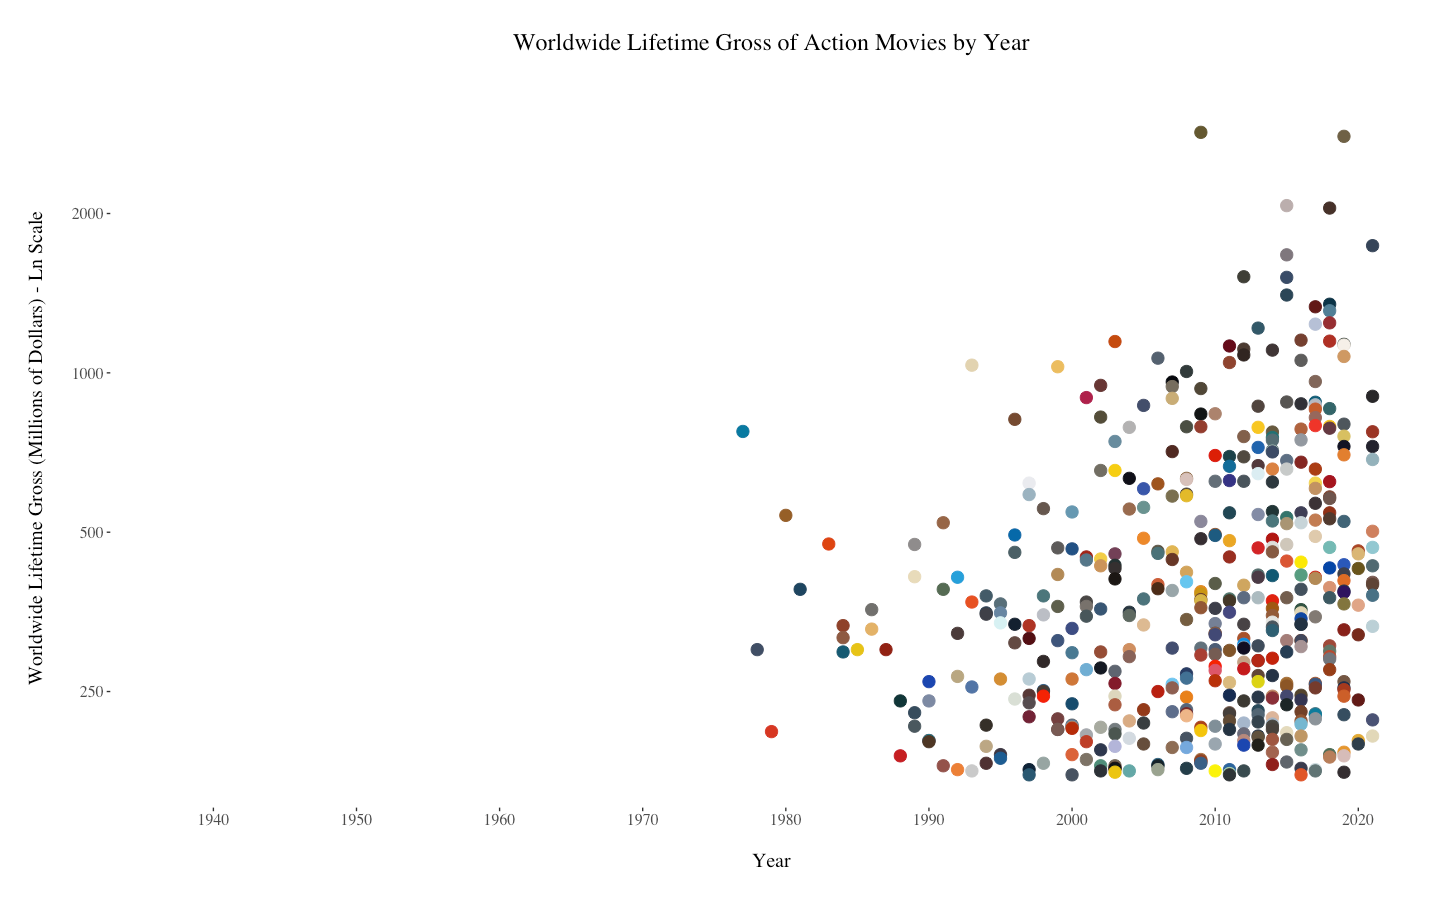 Worldwide Lifetime Gross of Action Movies by Year
Worldwide Lifetime Gross (Millions of Dollars) - Ln Scale
2000
1000
500
250
1940 1950 1960 1970 1980 1990 2000 2010 2020
Year